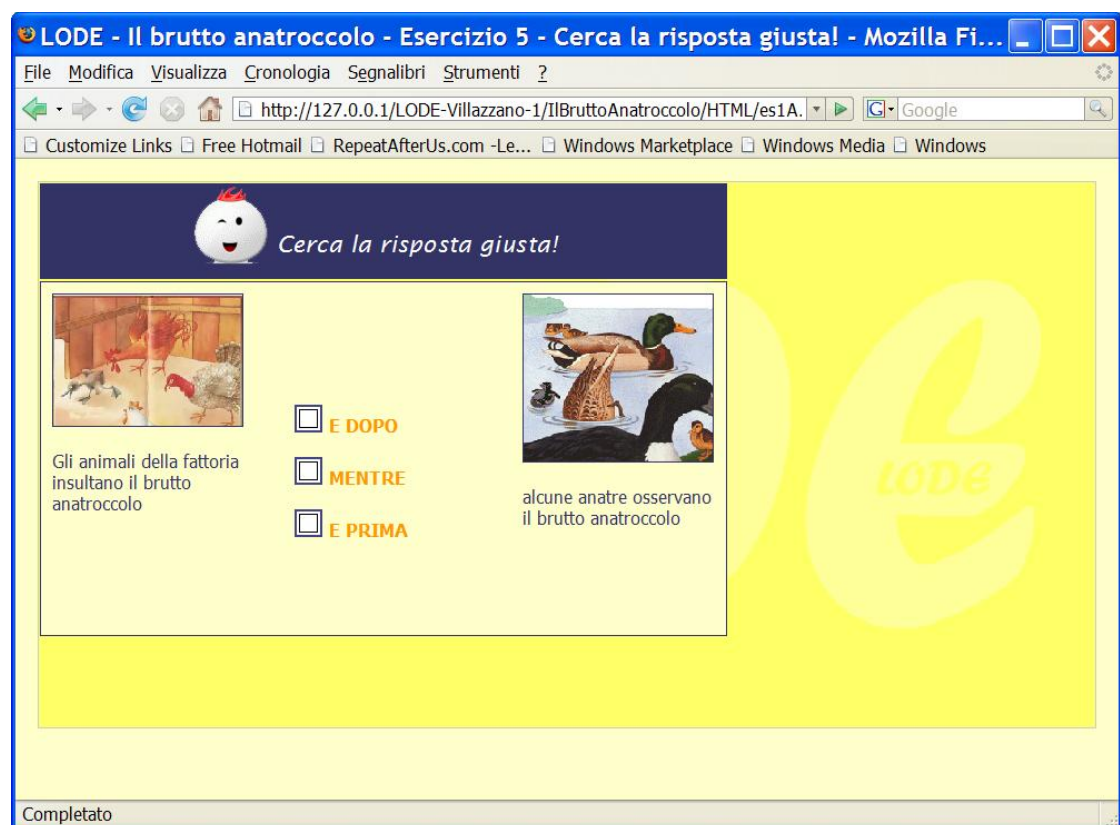 LODE - Il brutto anatroccolo - Esercizio 5 - Cerca la risposta giusta! - Mozilla Fi...
File Modifica Visualizza Cronologia Segnalibri Strumenti ?
http://127.0.0.1/LODE-Villazzano-1/IlBruttoAnatroccolo/HTML/es1A. G Google
Customize Links Free Hotmail RepeatAfterUs.com -Le... Windows Marketplace Windows Media Windows
Cerca la risposta giusta!
Gli animali della fattoria
insultano il brutto
anatroccolo
E DOPO
MENTRE
E PRIMA
alcune anatre osservano
il brutto anatroccolo
LODE
Completato